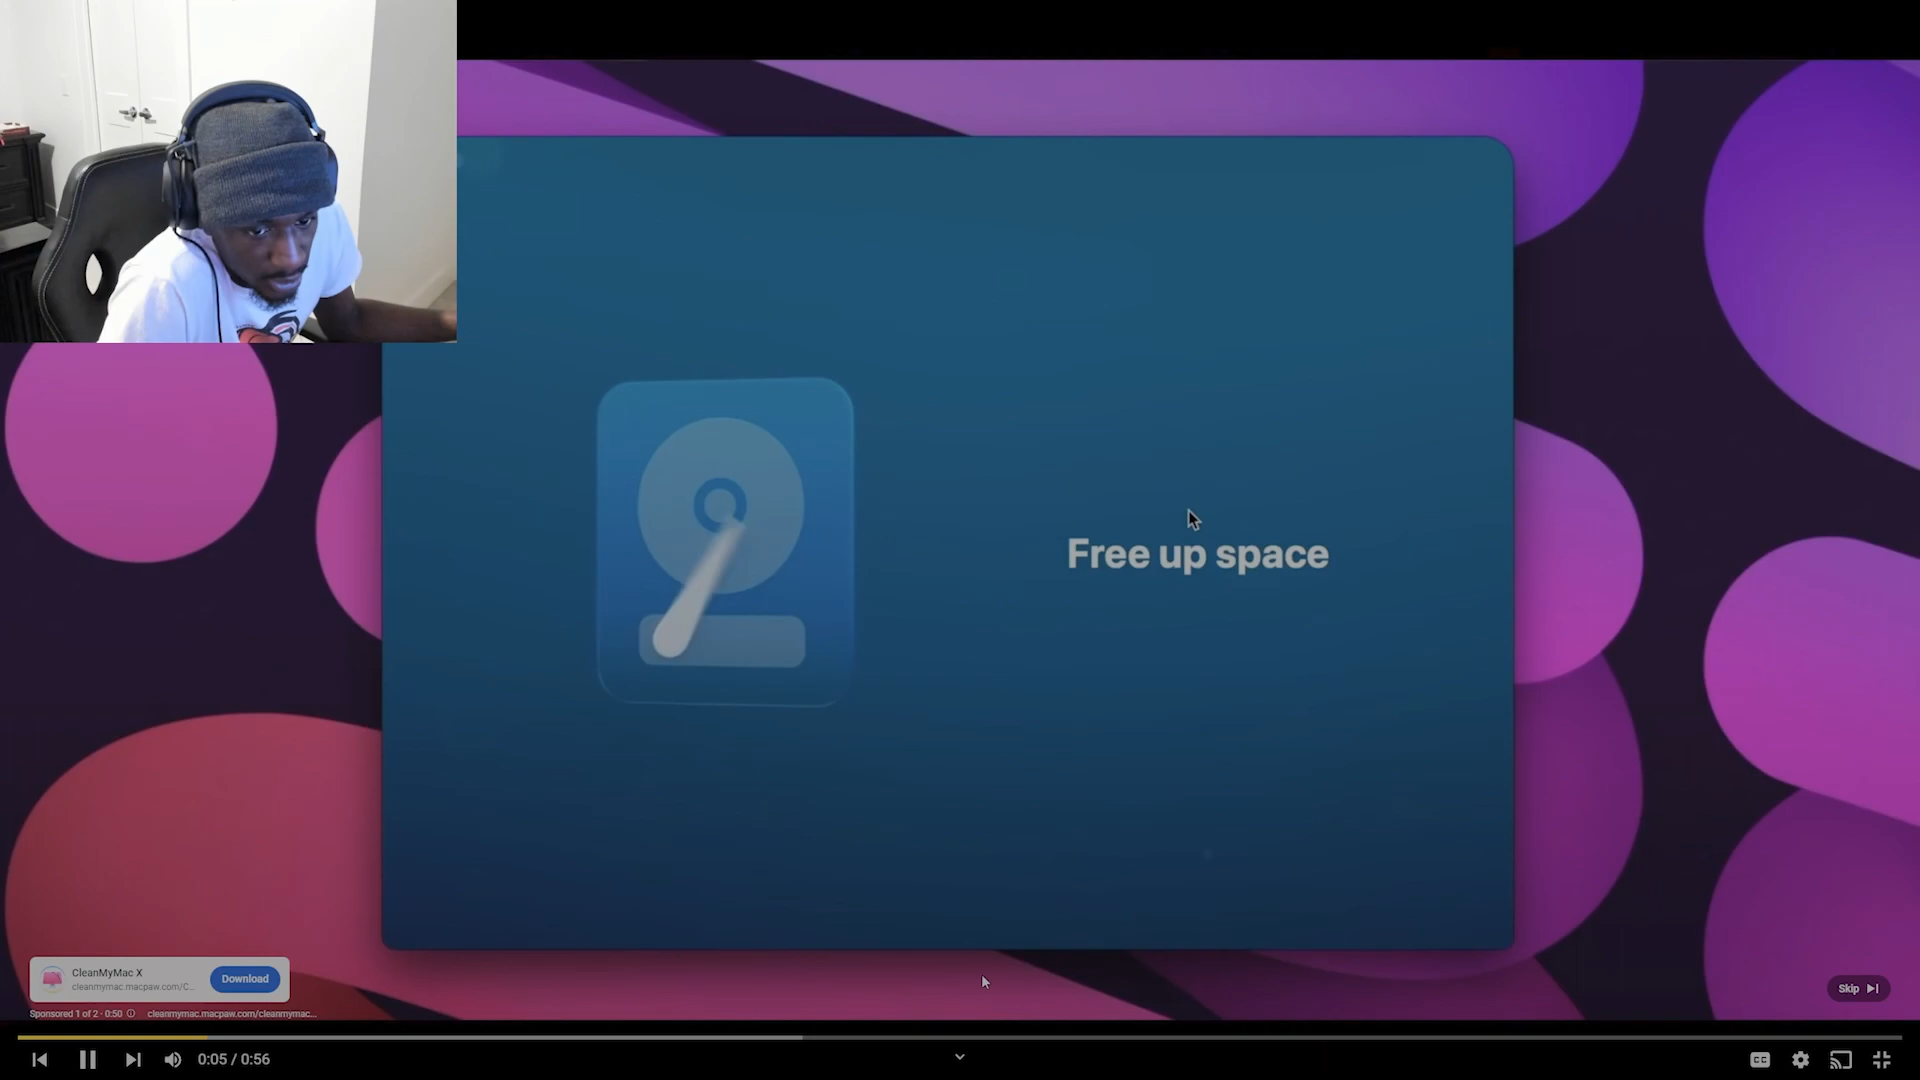 Free up space
CleanMyMac X
cleanmymac.macpaw.com/C...
Download
Skip
Sponsored 1 of 2 · 0:50
cleanmymac.macpaw.com/cleanmymac...
0:05 / 0:56
CC